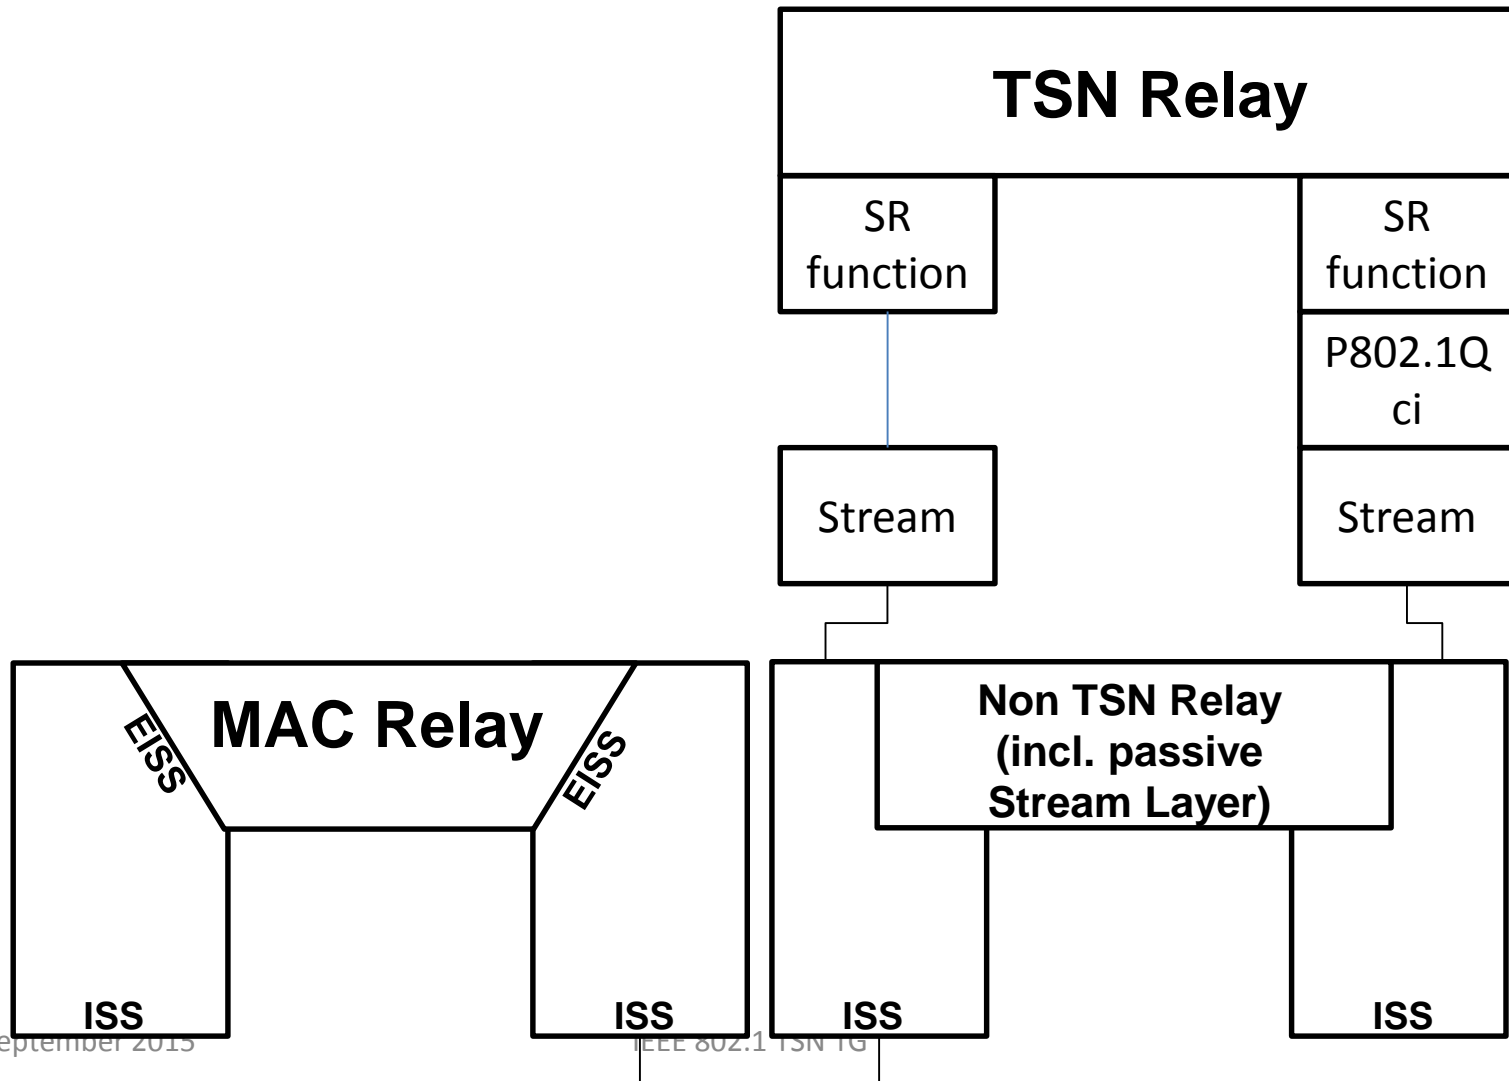 TSN Relay
SR
function
SR
function
P802.1Q
ci
Stream
Stream
MAC Relay
EISS
EISS
Non TSN Relay
(incl. passive
Stream Layer)
ISS
ISS
ISS
ISS
eptember 2015
IEEE 802.1 TSN TG